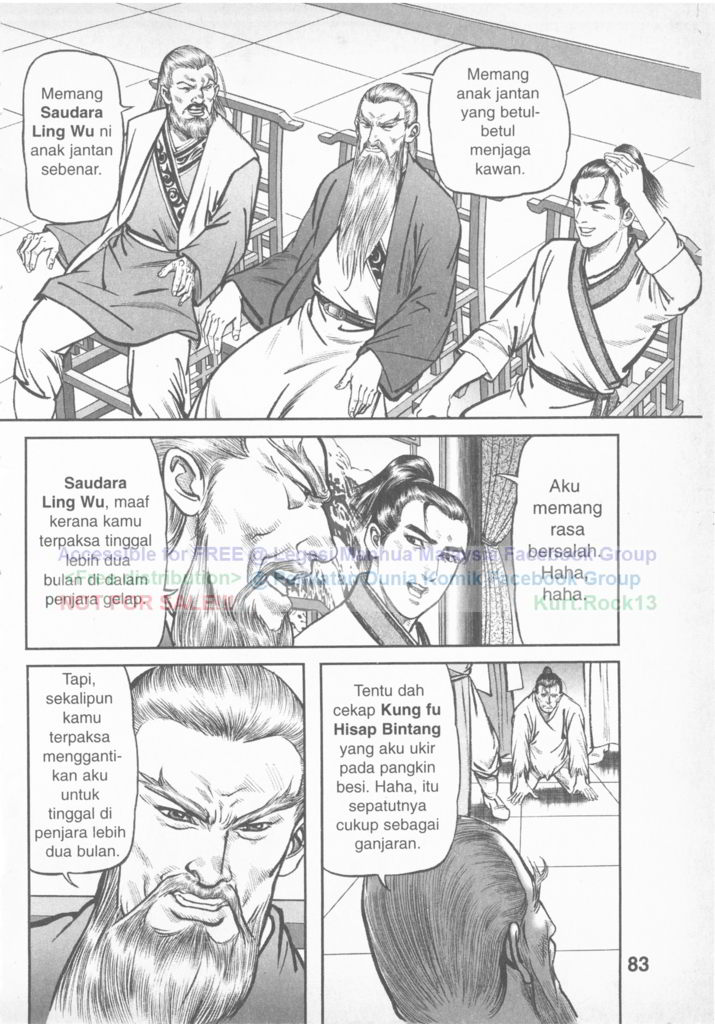 Memang
Saudara
Ling Wu ni
anak jantan
sebenar.
Memang
anak jantan
yang betul-
betul
menjaga
kawan.
Saudara
Ling Wu, maaf
kerana kamu
terpaksa tinggal
lebih dua
bulan di dalam
penjara gelap.
Aku
memang
rasa
bersalah.
Haha,
haha.
Accessible for FREE @ Legasi Manhua Malaysia Facebook Group
<Free distribution> @ Penyatap Dunia Komik Facebook Group
NOT FOR SALE!!!
Kurt.Rock13
Tapi,
sekalipun
kamu
terpaksa
mengganti-
kan aku
untuk
tinggal di
penjara lebih
dua bulan.
Tentu dah
cekap Kung fu
Hisap Bintang
yang aku ukir
pada pangkin
besi. Haha, itu
sepatutnya
cukup sebagai
ganjaran.
83